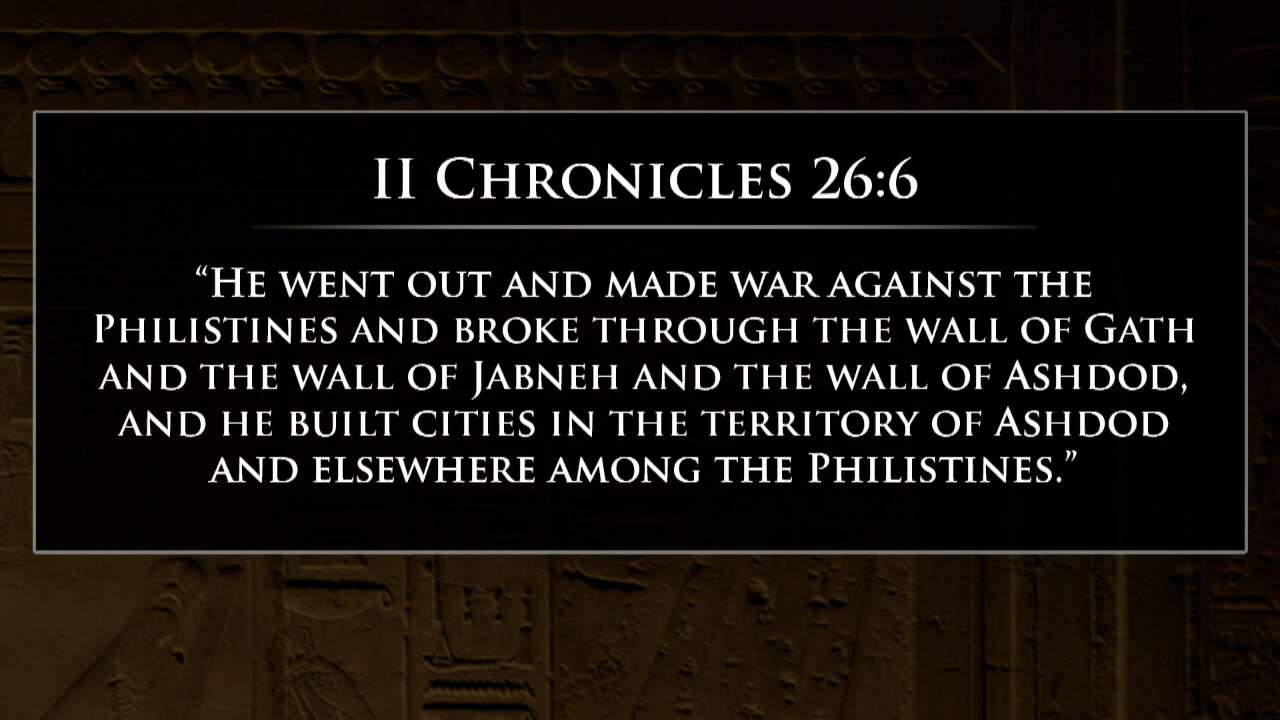 II Chronicles 26:6
“He went out and made war against the
Philistines and broke through the wall of Gath
and the wall of Jabneh and the wall of Ashdod,
and he built cities in the territory of Ashdod
and elsewhere among the Philistines.”